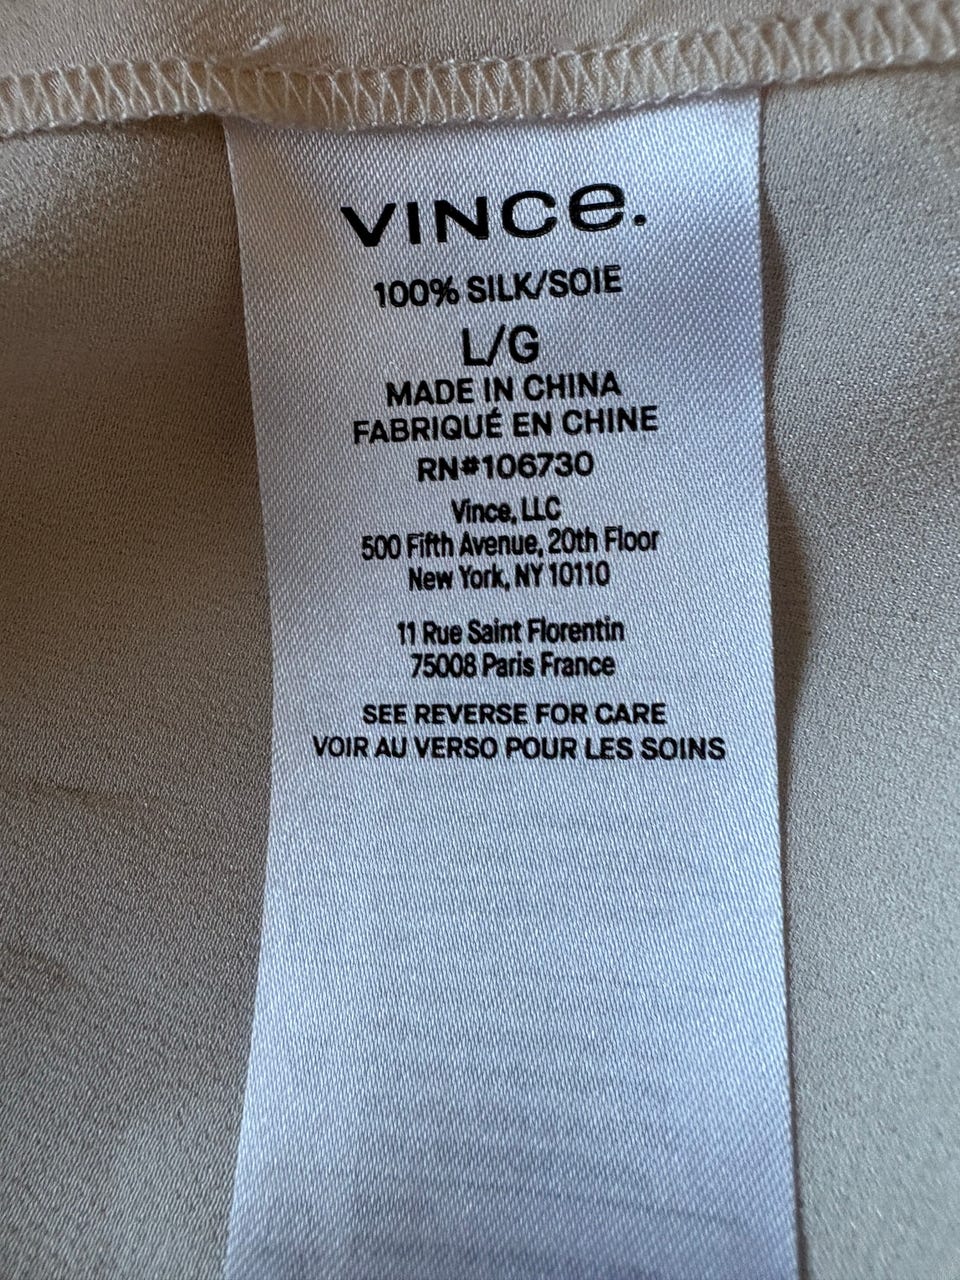 VINCe.
100% SILK/SOIE
L/G
MADE IN CHINA
FABRIQUÉ EN CHINE
RN#106730
Vince, LLC
500 Fifth Avenue, 20th Floor
New York, NY 10110
11 Rue Saint Florentin
75008 Paris France
SEE REVERSE FOR CARE
VOIR AU VERSO POUR LES SOINS